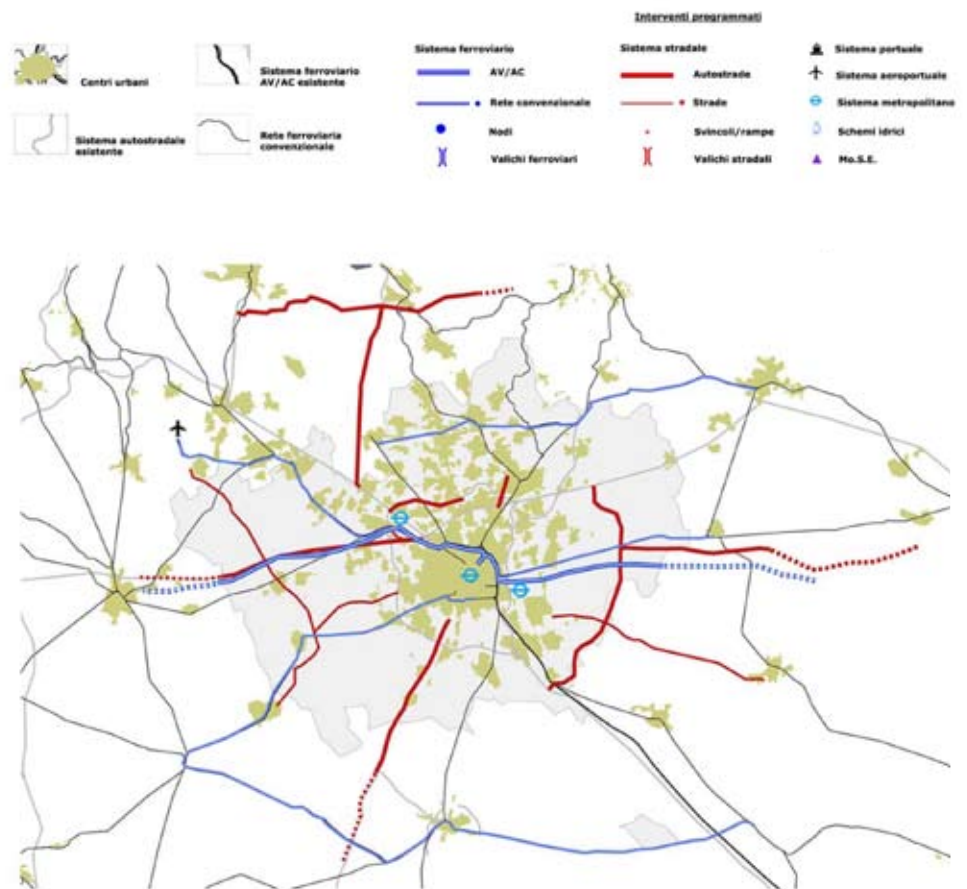 Interventi programmati
Centri urbani
Sistema ferroviario
AV/AC esistente
Sistema autostradale
esistente
Rete ferroviaria
convenzionale
Sistema ferroviario
AV/AC
Rete convenzionale
Nodi
Valichi ferroviari
Sistema stradale
Autostrade
Strade
Svincoli/rampe
Valichi stradali
Sistema portuale
Sistema aeroportuale
Sistema metropolitano
Schemi idrici
Mo.S.E.